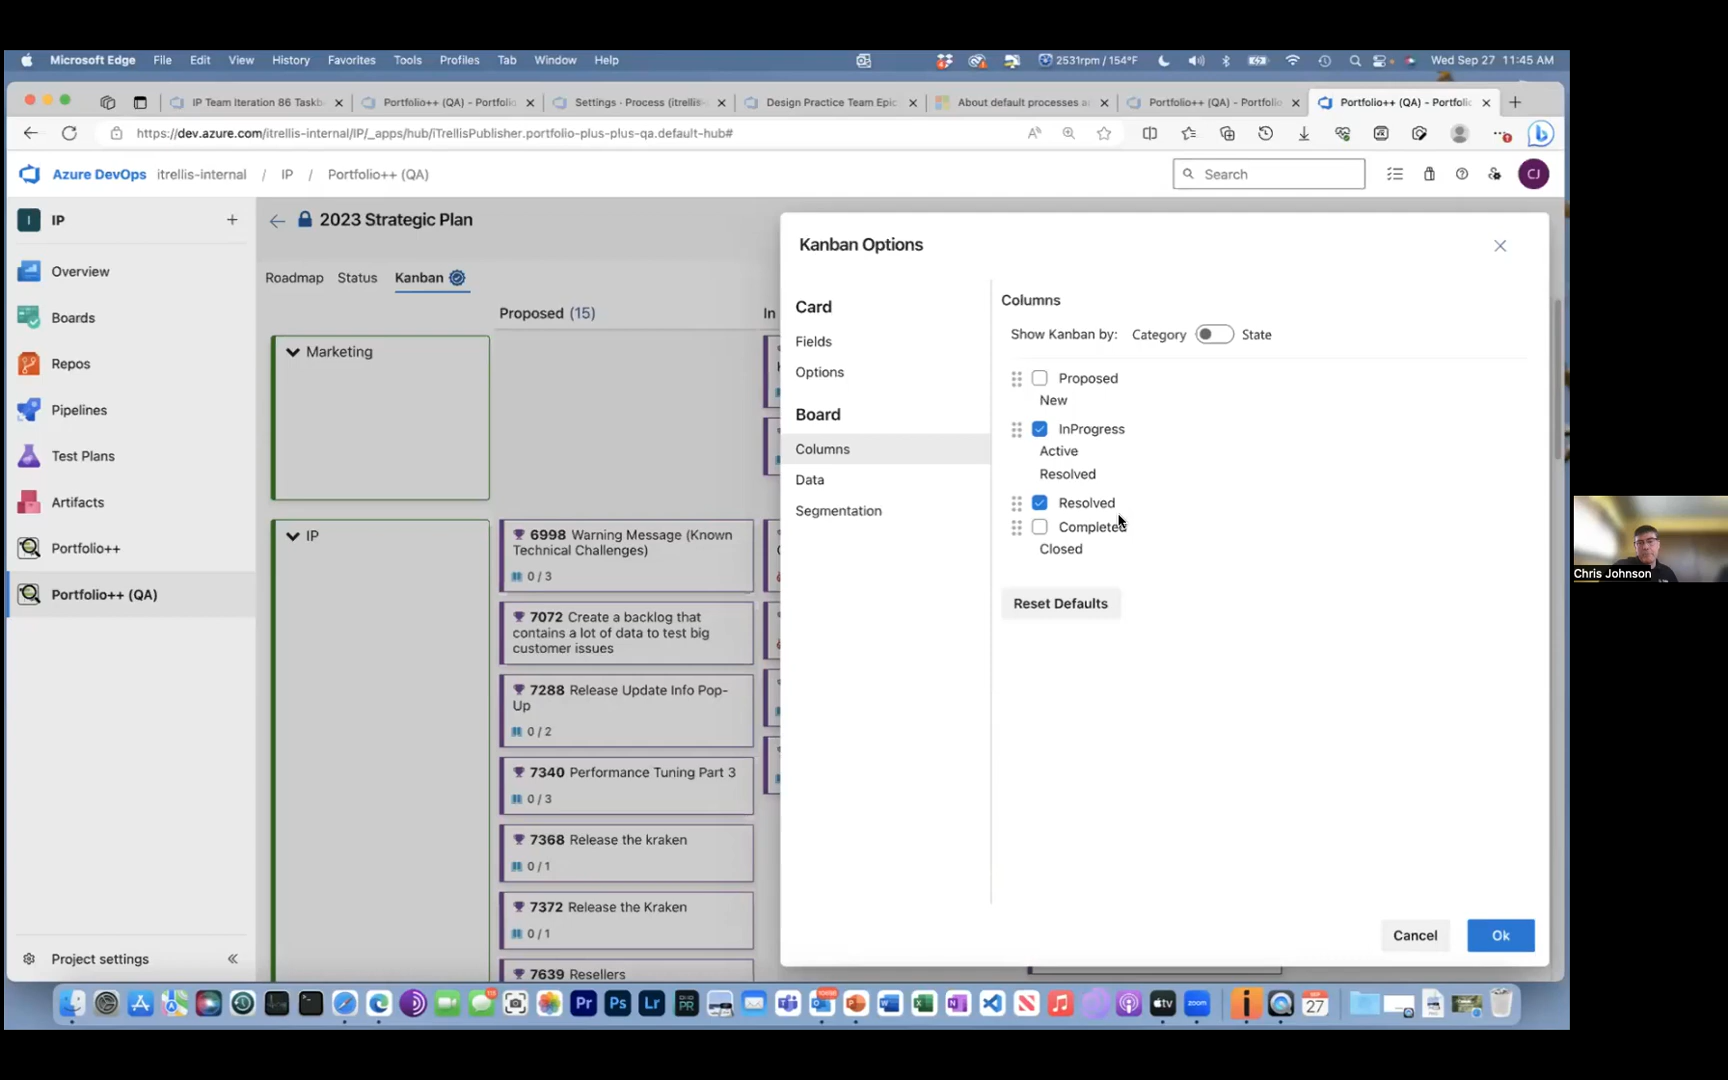 Microsoft Edge File Edit View History Favorites Tools Profiles Tab Window Help
2531rpm / 154°F
Wed Sep 27 11:45 AM
IP Team Iteration 86 Taskb
Portfolio++ (QA) - Portfolio
Settings · Process (itrellis-
Design Practice Team Epic
About default processes a
Portfolio++ (QA) - Portfolio
Portfolio++ (QA) - Portfolio
https://dev.azure.com/itrellis-internal/IP/_apps/hub/iTrellisPublisher.portfolio-plus-plus-qa.default-hub#
Azure DevOps itrellis-internal / IP / Portfolio++ (QA)
Search
CJ
I IP
Overview
Boards
Repos
Pipelines
Test Plans
Artifacts
Portfolio++
Portfolio++ (QA)
Project settings
2023 Strategic Plan
Roadmap Status Kanban
Proposed (15)
In
Marketing
IP
6998 Warning Message (Known
Technical Challenges)
0 / 3
7072 Create a backlog that
contains a lot of data to test big
customer issues
7288 Release Update Info Pop-
Up
0 / 2
7340 Performance Tuning Part 3
0 / 3
7368 Release the kraken
0 / 1
7372 Release the Kraken
0 / 1
7639 Resellers
Kanban Options
Card
Fields
Options
Board
Columns
Data
Segmentation
Columns
Show Kanban by: Category State
Proposed
New
InProgress
Active
Resolved
Resolved
Completed
Closed
Reset Defaults
Cancel
Ok
Chris Johnson
Pr
Ps
Lr
PR
tv
zoom
27